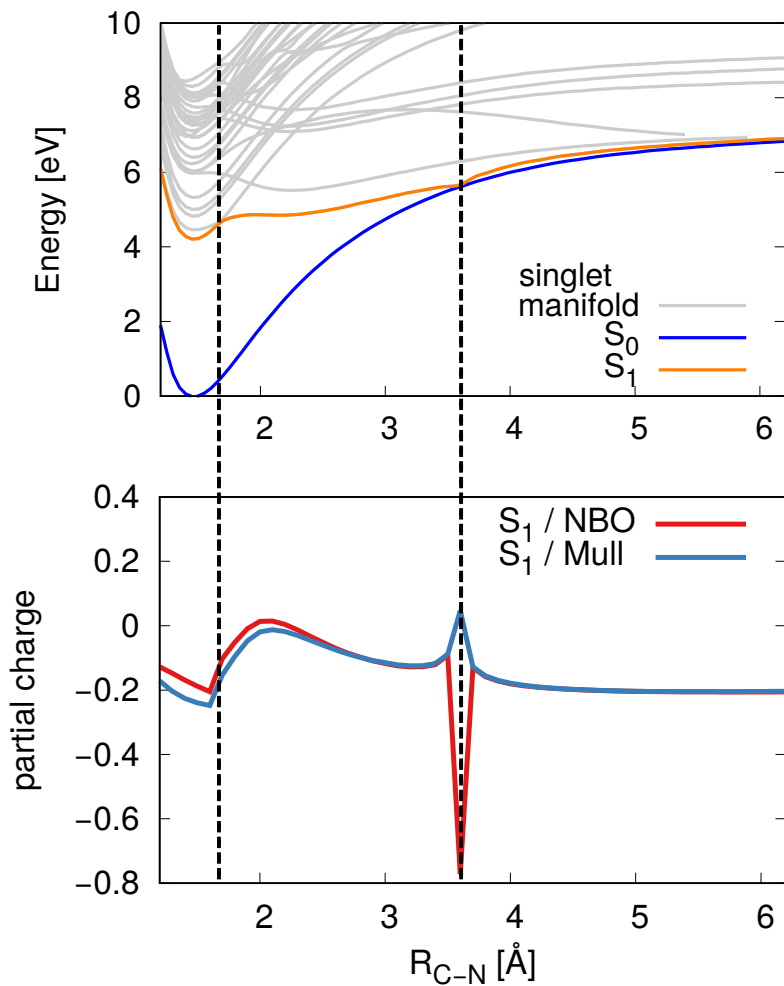 10
8
6
4
2
0
Energy [eV]
singlet
manifold
S0
S1
2 3 4 5 6
0.4
0.2
0
−0.2
−0.4
−0.6
−0.8
partial charge
S1 / NBO
S1 / Mull
2 3 4 5 6
RC−N [Å]